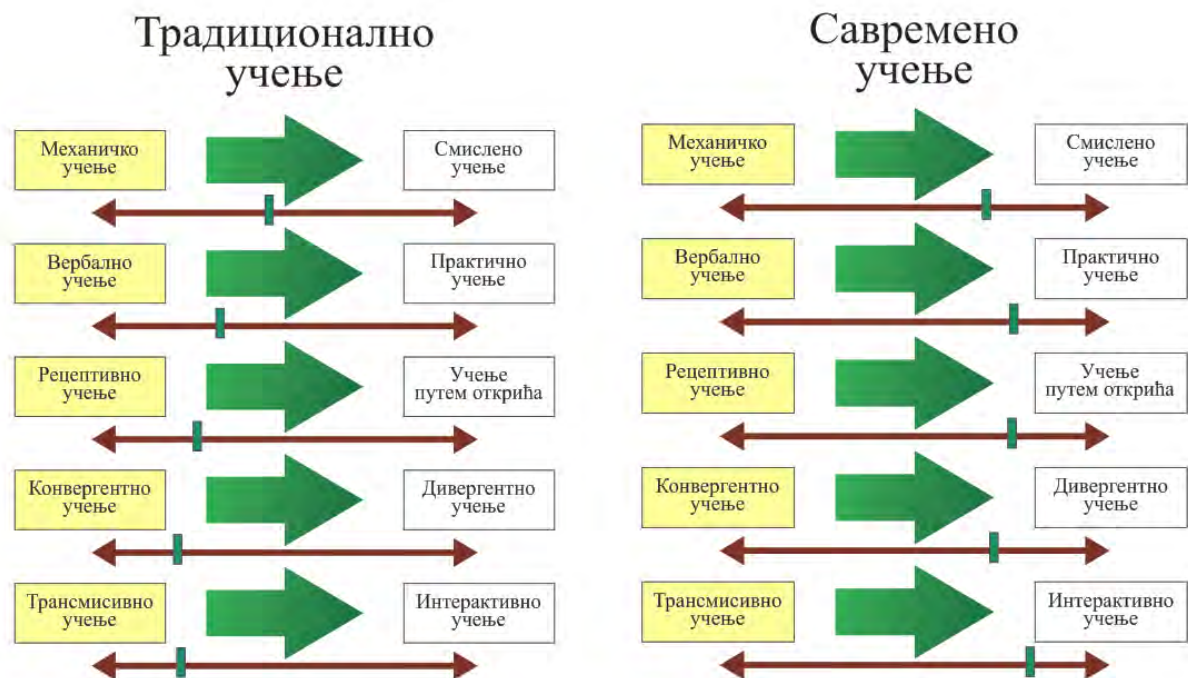 Традиционално
учење
Механичко
учење
Смислено
учење
Вербално
учење
Практично
учење
Рецептивно
учење
Учење
путем открића
Конвергентно
учење
Дивергентно
учење
Трансмисивно
учење
Интерактивно
учење
Савремено
учење
Механичко
учење
Смислено
учење
Вербално
учење
Практично
учење
Рецептивно
учење
Учење
путем открића
Конвергентно
учење
Дивергентно
учење
Трансмисивно
учење
Интерактивно
учење